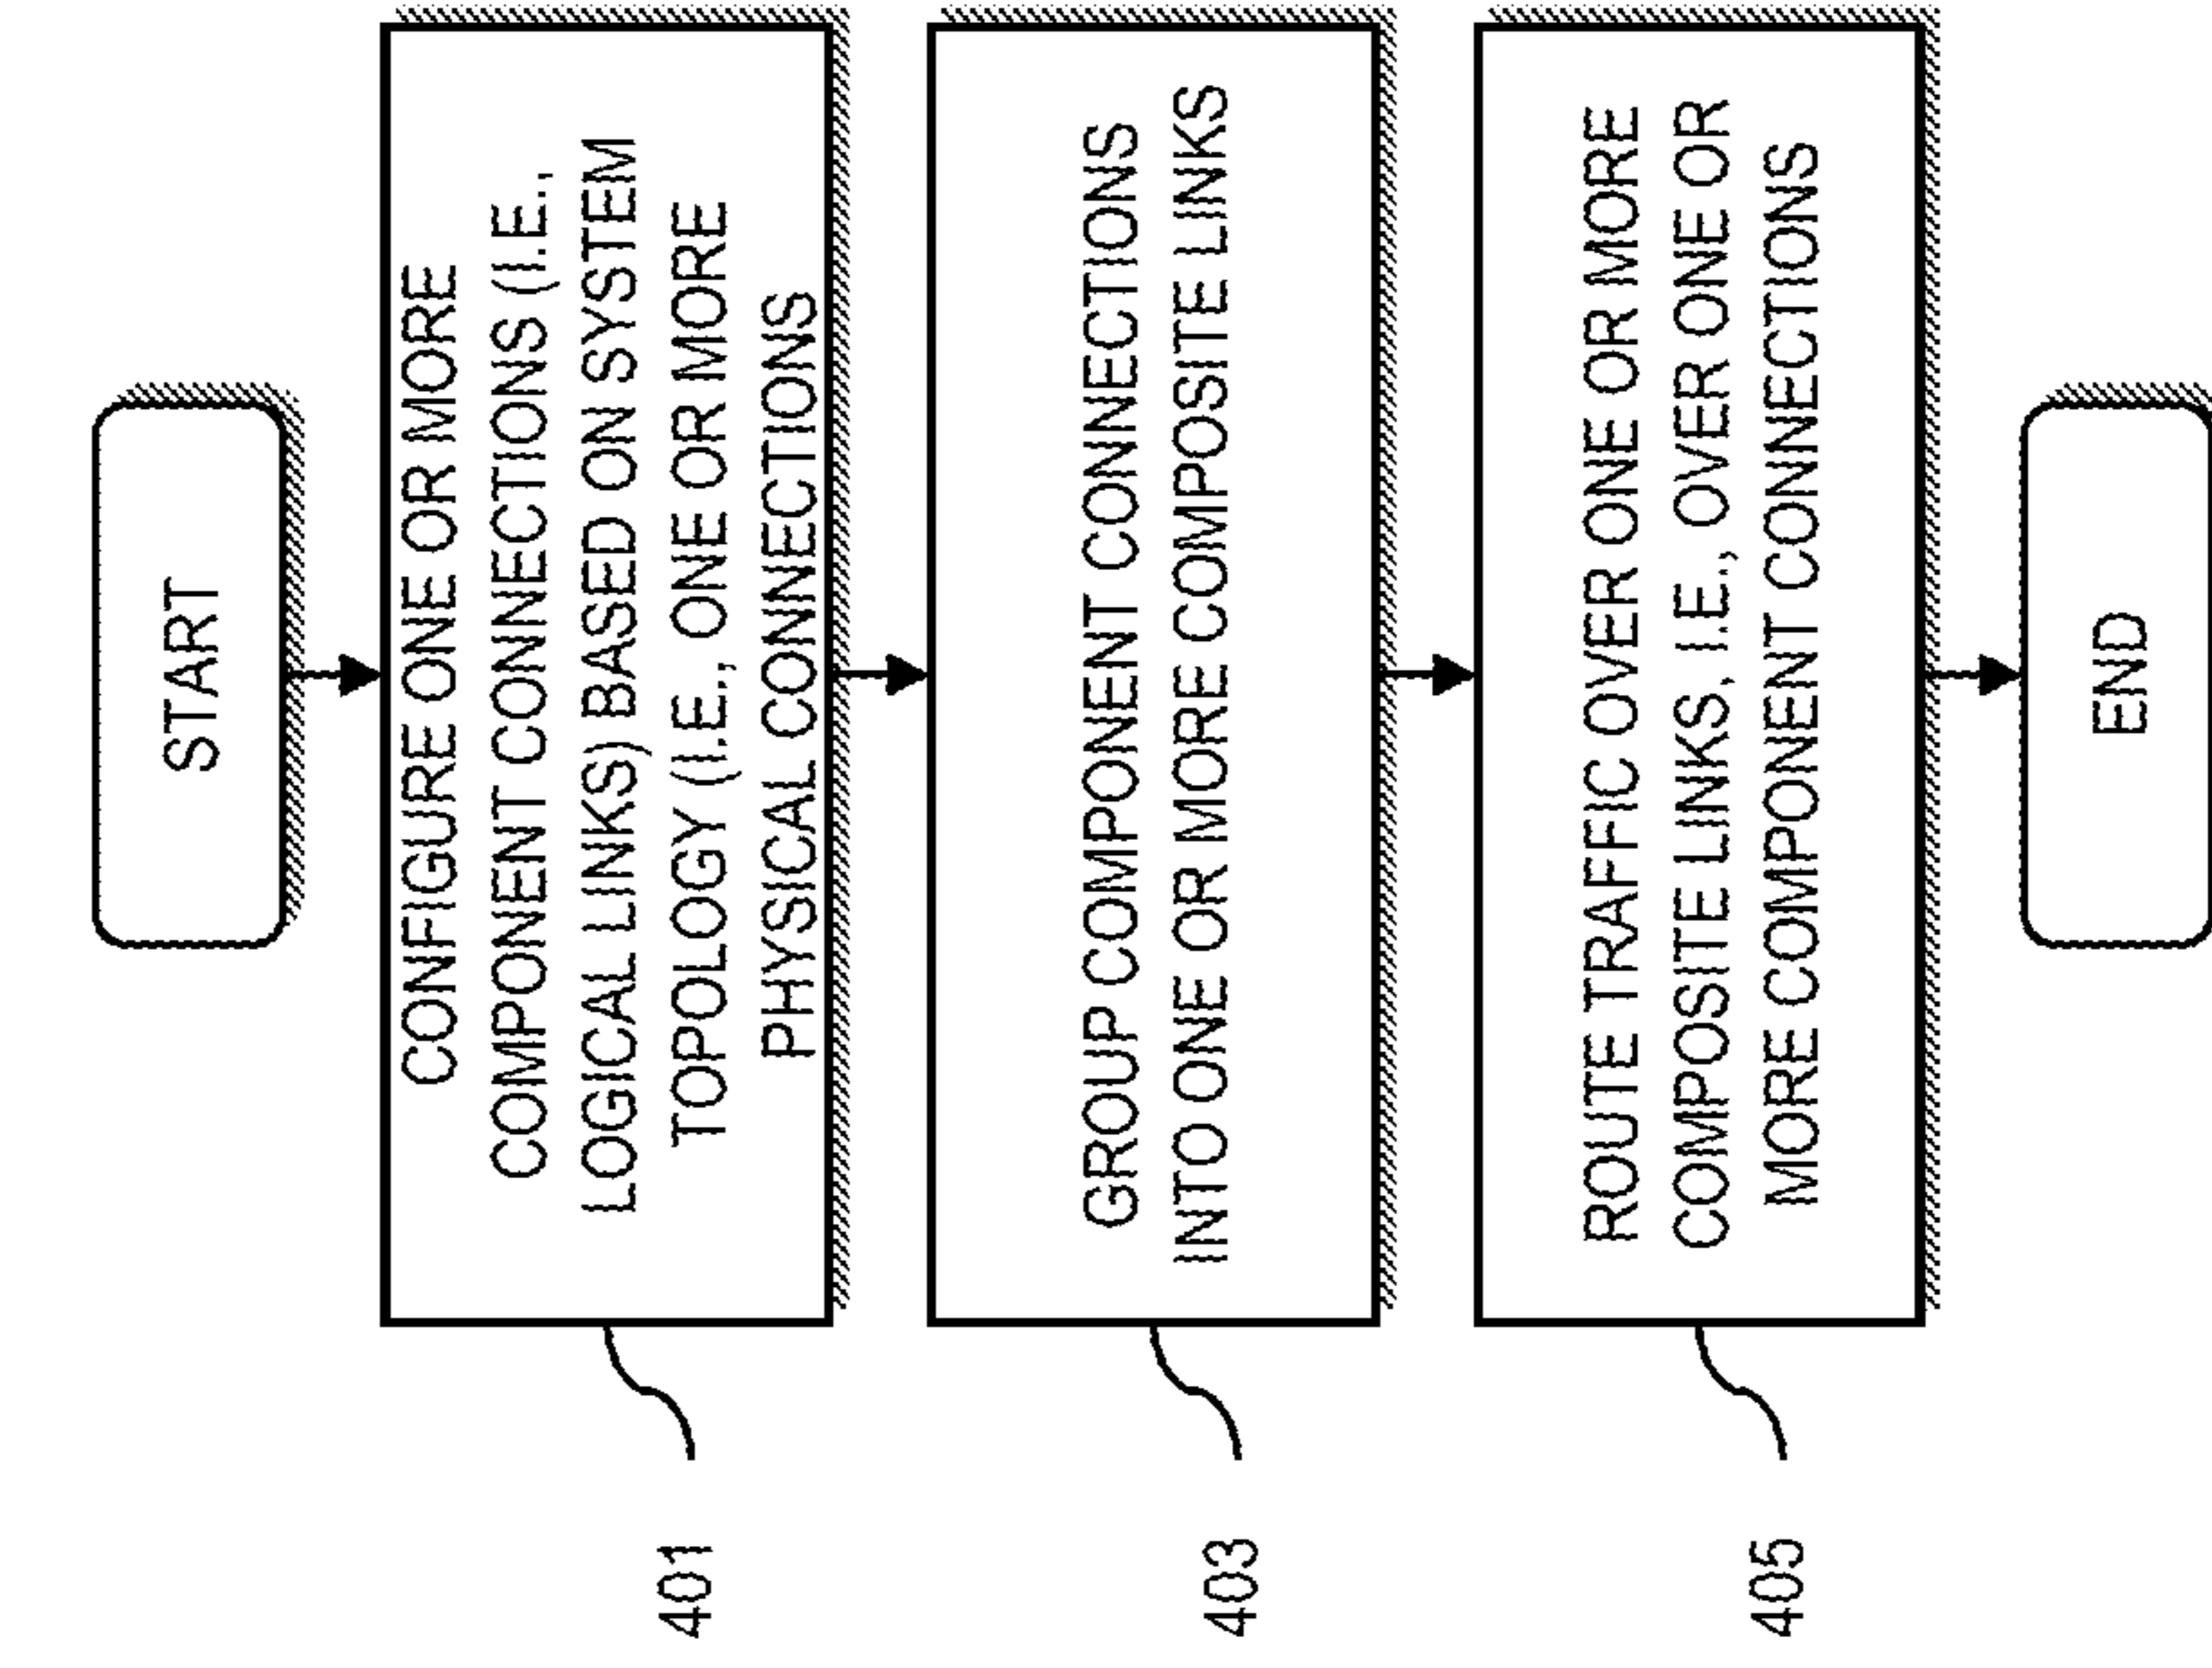 START
CONFIGURE ONE OR MORE
COMPONENT CONNECTIONS (I.E.,
LOGICAL LINKS) BASED ON SYSTEM
TOPOLOGY (I.E., ONE OR MORE
PHYSICAL CONNECTIONS
401
GROUP COMPONENT CONNECTIONS
INTO ONE OR MORE COMPOSITE LINKS
403
ROUTE TRAFFIC OVER ONE OR MORE
COMPOSITE LINKS, I.E., OVER ONE OR
MORE COMPONENT CONNECTIONS
405
END